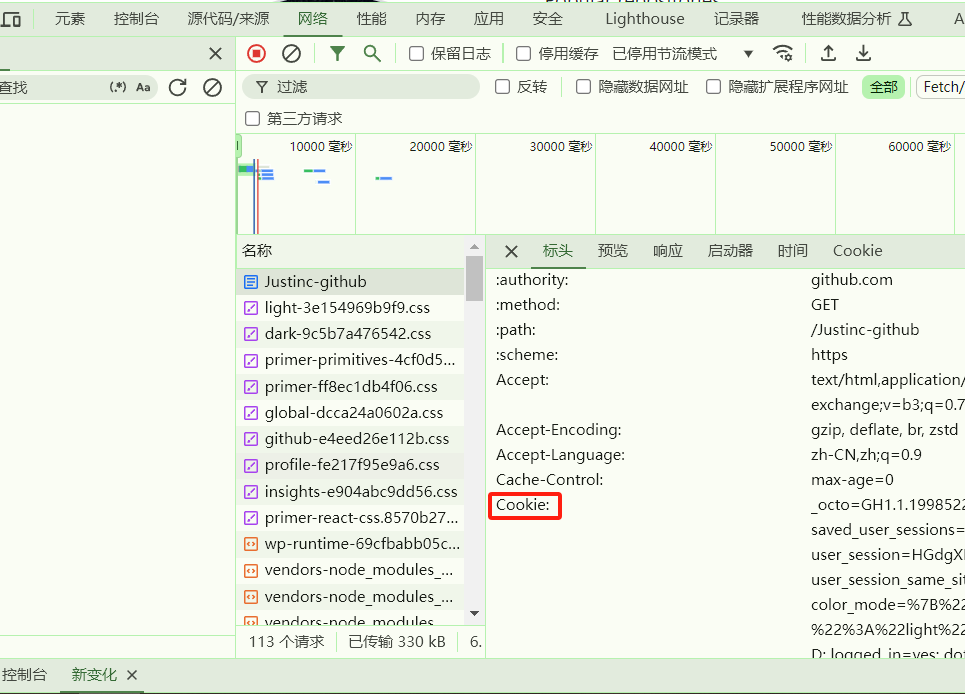 元素 控制台 源代码/来源 网络 性能 内存 应用 安全 Lighthouse 记录器 性能数据分析 A
保留日志 停用缓存 已停用节流模式
查找 (.*) Aa 过滤 反转 隐藏数据网址 隐藏扩展程序网址 全部 Fetch/
第三方请求
10000 毫秒 20000 毫秒 30000 毫秒 40000 毫秒 50000 毫秒 60000 毫秒
名称 标头 预览 响应 启动器 时间 Cookie
Justinc-github
light-3e154969b9f9.css
dark-9c5b7a476542.css
primer-primitives-4cf0d5...
primer-ff8ec1db4f06.css
global-dcca24a0602a.css
github-e4eed26e112b.css
profile-fe217f95e9a6.css
insights-e904abc9dd56.css
primer-react-css.8570b27...
wp-runtime-69cfbabb05c...
vendors-node_modules_...
vendors-node_modules_...
vendors-node_modules
:authority: github.com
:method: GET
:path: /Justinc-github
:scheme: https
Accept: text/html,application/
exchange;v=b3;q=0.7
Accept-Encoding: gzip, deflate, br, zstd
Accept-Language: zh-CN,zh;q=0.9
Cache-Control: max-age=0
Cookie: _octo=GH1.1.1998522
saved_user_sessions=
user_session=HGdgX
user_session_same_sit
color_mode=%7B%22
%22%3A%22light%22
D; logged_in=yes; dot
113 个请求 已传输 330 kB 6.
控制台 新变化